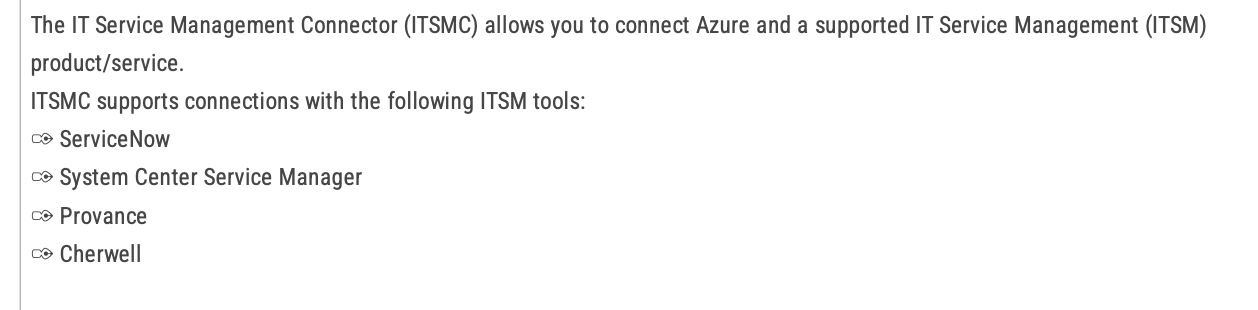 The IT Service Management Connector (ITSMC) allows you to connect Azure and a supported IT Service Management (ITSM)
product/service.
ITSMC supports connections with the following ITSM tools:
ServiceNow
System Center Service Manager
Provance
Cherwell